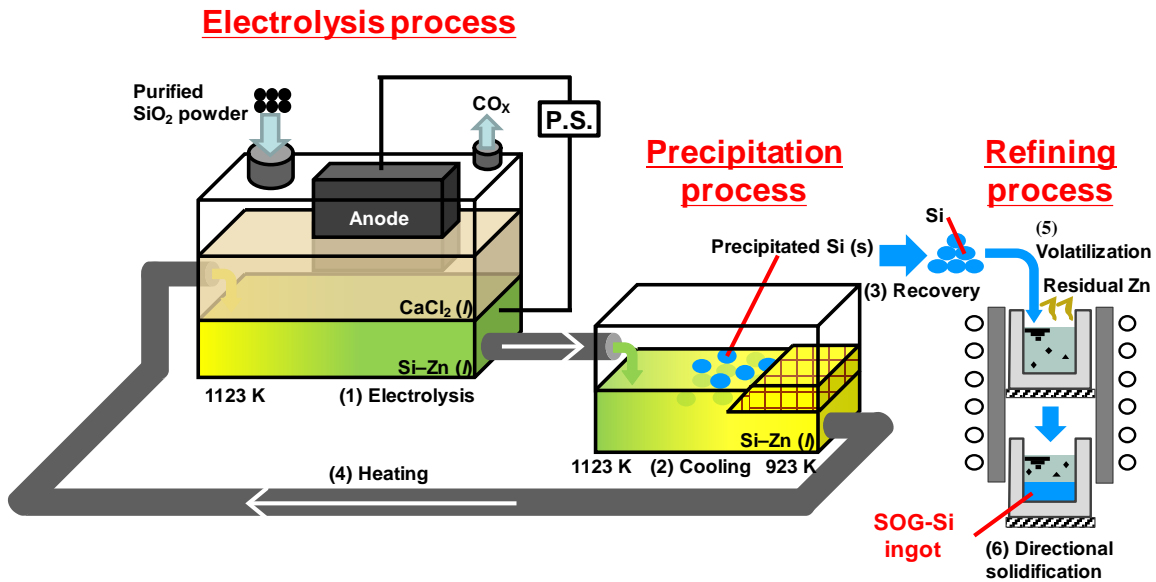 Electrolysis process
Purified
SiO₂ powder
COₓ
P.S.
Anode
CaCl₂ (l)
Si–Zn (l)
1123 K
(1) Electrolysis
Precipitation
process
Precipitated Si (s)
Si–Zn (l)
1123 K
(2) Cooling
923 K
(3) Recovery
(4) Heating
Refining
process
Si
(5)
Volatilization
Residual Zn
SOG-Si
ingot
(6) Directional
solidification